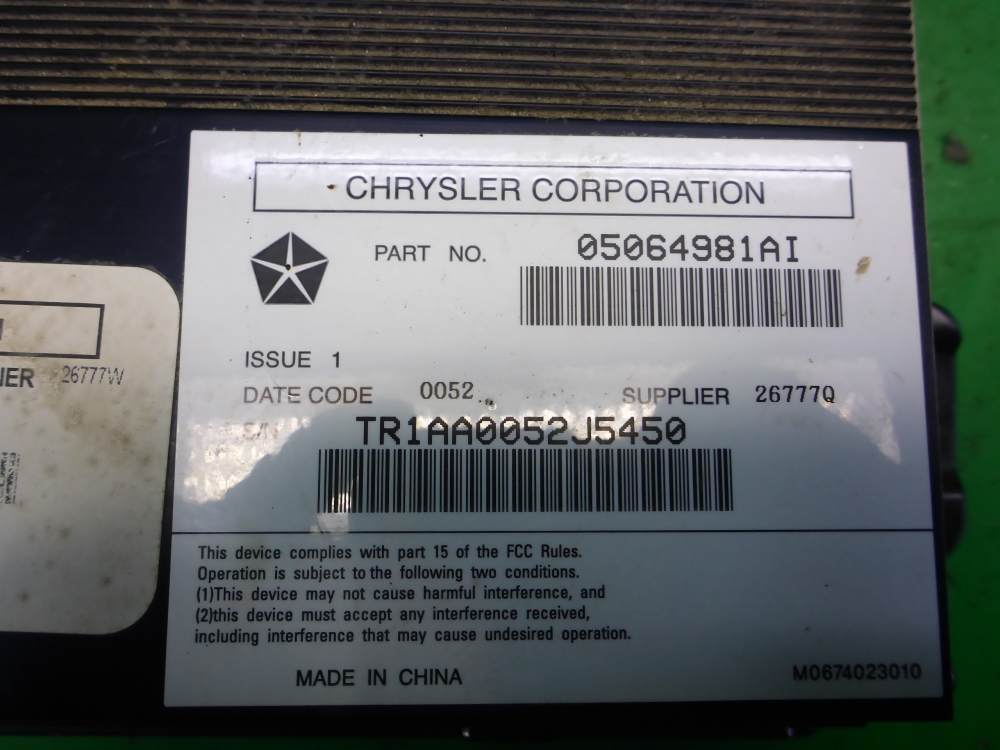 CHRYSLER CORPORATION
PART NO. 05064981AI
ISSUE 1
DATE CODE 0052 SUPPLIER 26777Q
S/N TR1AA0052J5450
This device complies with part 15 of the FCC Rules.
Operation is subject to the following two conditions.
(1)This device may not cause harmful interference, and
(2)this device must accept any interference received,
including interference that may cause undesired operation.
MADE IN CHINA M0674023010
IER 26777W